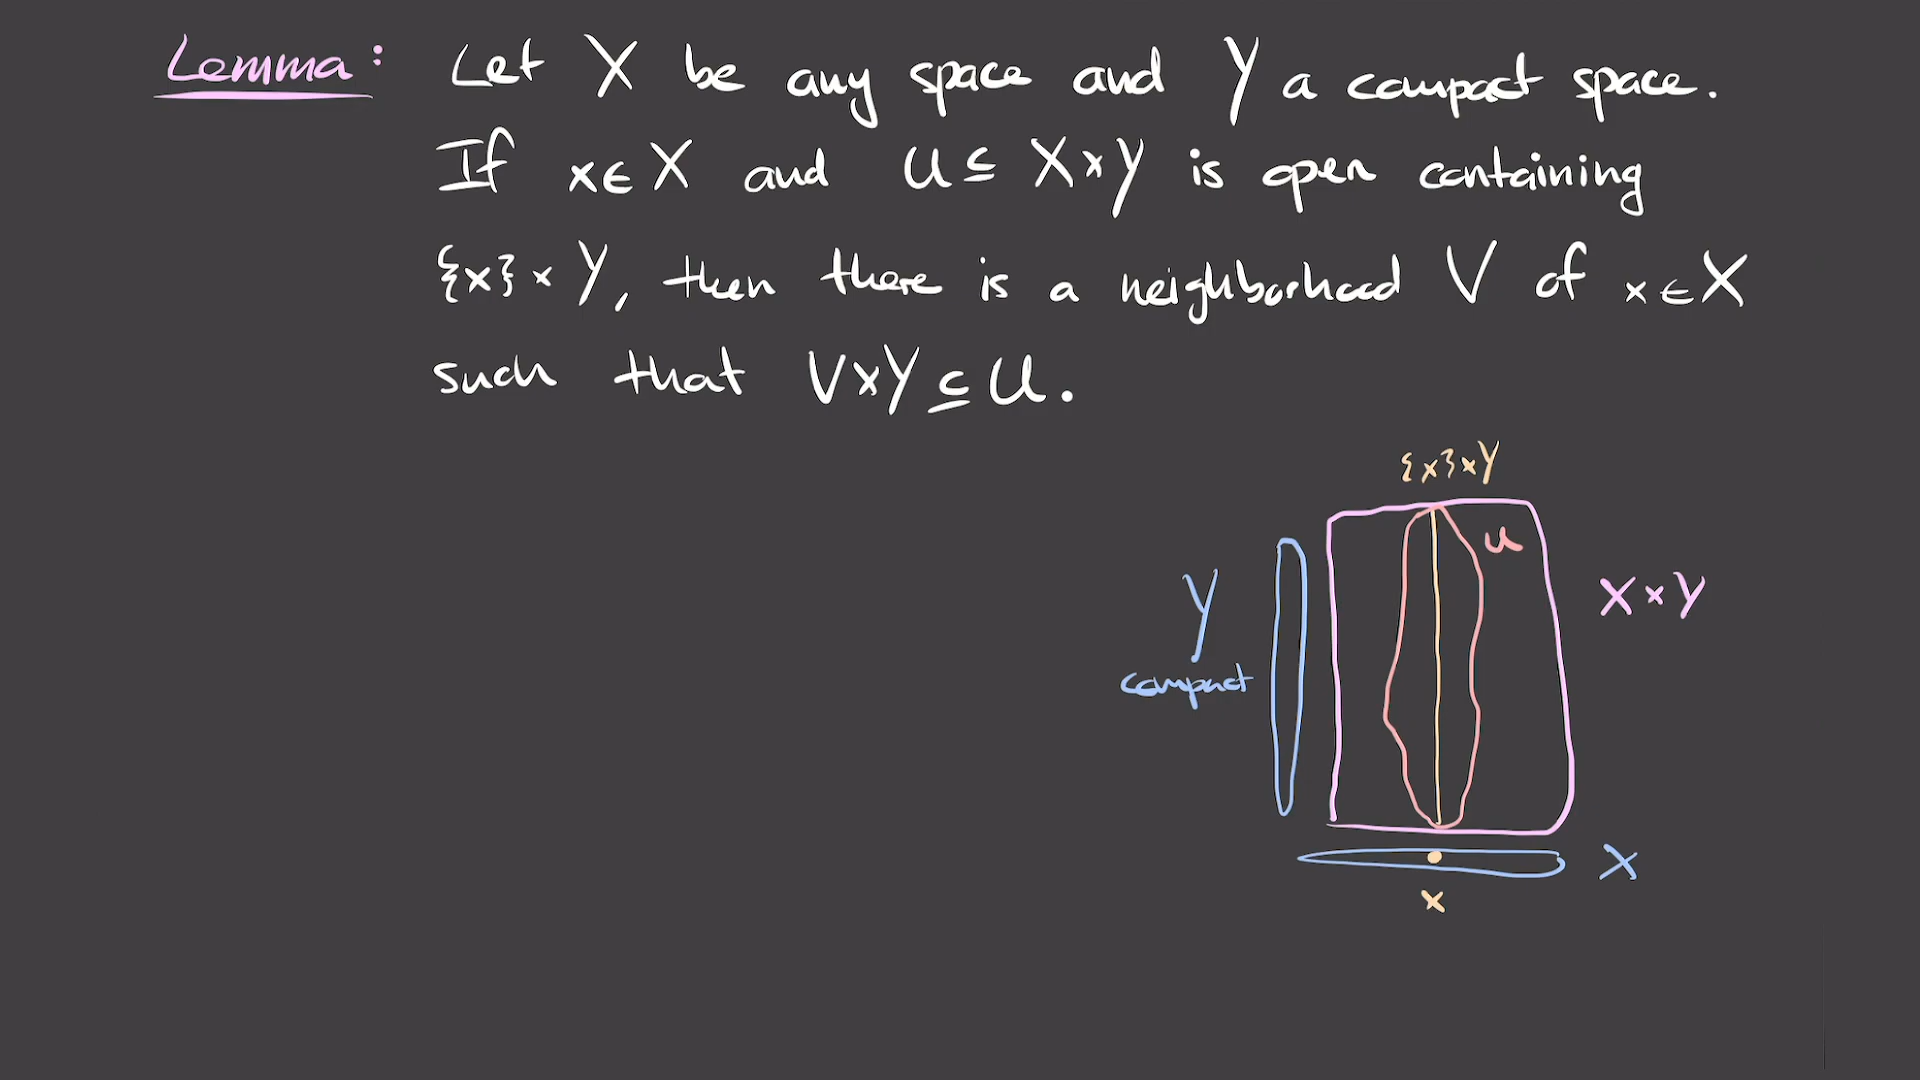 Lemma: Let X be any space and Y a compact space.
If x∈X and U⊆X×Y is open containing
{x}×Y, then there is a neighborhood V of x∈X
such that V×Y⊆U.
{x}×Y
U
Y
X×Y
compact
X
x